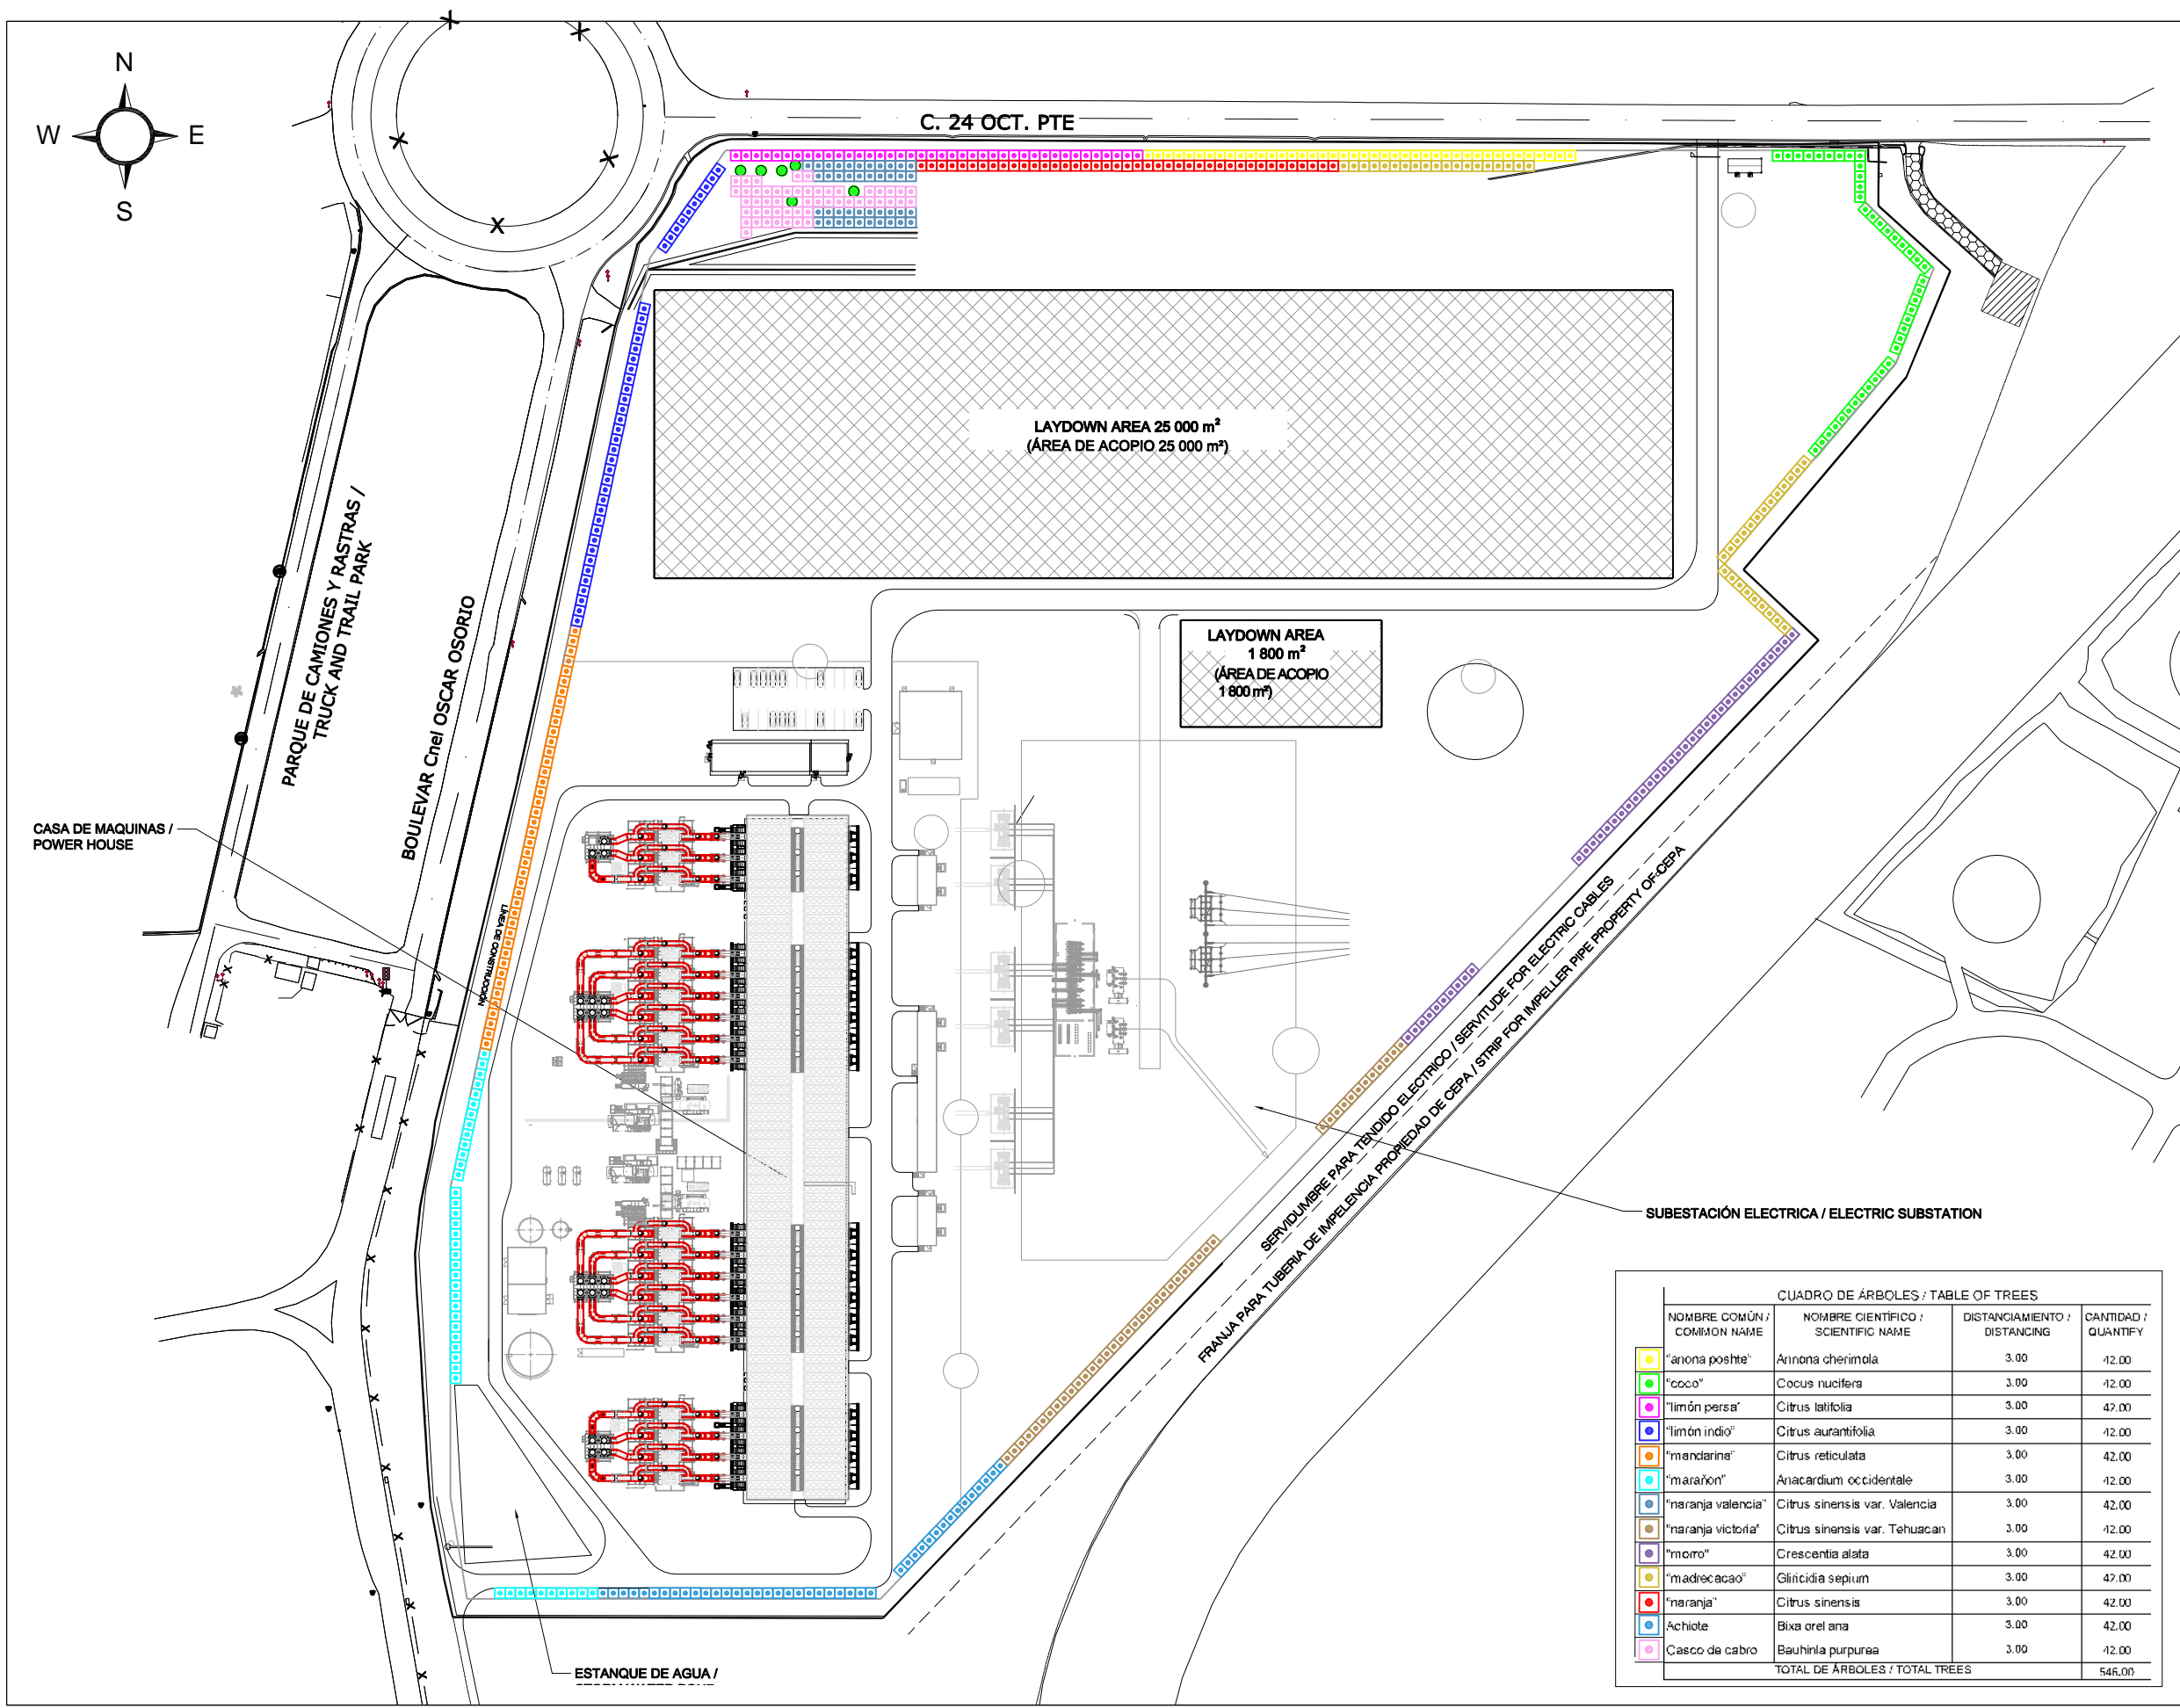 N
W E
S
C. 24 OCT. PTE
LAYDOWN AREA 25 000 m²
(ÁREA DE ACOPIO 25 000 m²)
PARQUE DE CAMIONES Y RASTRAS /
TRUCK AND TRAIL PARK
BOULEVAR Cnel OSCAR OSORIO
LAYDOWN AREA
1 800 m²
(ÁREA DE ACOPIO
1 800 m²)
CASA DE MAQUINAS /
POWER HOUSE
LÍNEA DE CONSTRUCCIÓN
SERVIDUMBRE PARA TENDIDO ELECTRICO / SERVITUDE FOR ELECTRIC CABLES
FRANJA PARA TUBERIA DE IMPELENCIA PROPIEDAD DE CEPA / STRIP FOR IMPELLER PIPE PROPERTY OF CEPA
SUBESTACIÓN ELECTRICA / ELECTRIC SUBSTATION
ESTANQUE DE AGUA /
CUADRO DE ÁRBOLES / TABLE OF TREES
NOMBRE COMÚN / COMMON NAME NOMBRE CIENTÍFICO / SCIENTIFIC NAME DISTANCIAMIENTO / DISTANCING CANTIDAD / QUANTIFY
"anona poshte" Annona cherimola 3.00 42.00
"coco" Cocus nucifera 3.00 42.00
"limón persa" Citrus latifolia 3.00 42.00
"limón indio" Citrus aurantifolia 3.00 42.00
"mandarina" Citrus reticulata 3.00 42.00
"marañon" Anacardium occidentale 3.00 42.00
"naranja valencia" Citrus sinensis var. Valencia 3.00 42.00
"naranja victoria" Citrus sinensis var. Tehuacan 3.00 42.00
"morro" Crescentia alata 3.00 42.00
"madrecacao" Gliricidia sepium 3.00 42.00
"naranja" Citrus sinensis 3.00 42.00
Achiote Bixa orellana 3.00 42.00
Casco de cabro Bauhinia purpurea 3.00 42.00
TOTAL DE ÁRBOLES / TOTAL TREES 546.00